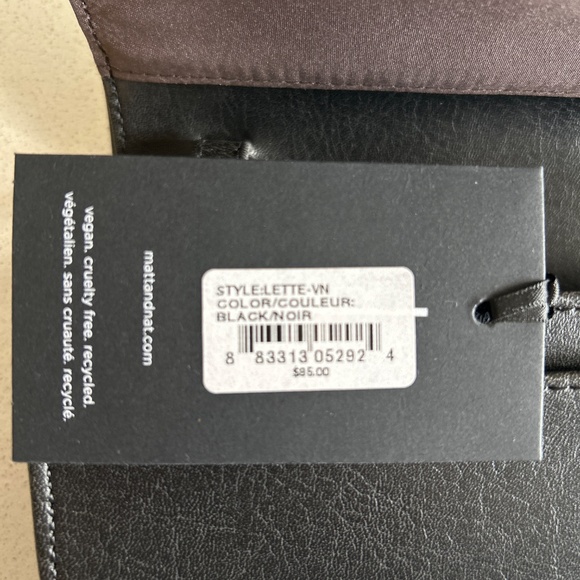 STYLE:LETTE-VN
COLOR/COULEUR:
BLACK/NOIR
8 83313 05292 4
$85.00
mattandnat.com
vegan. cruelty free. recycled.
végétalien. sans cruauté. recyclé.